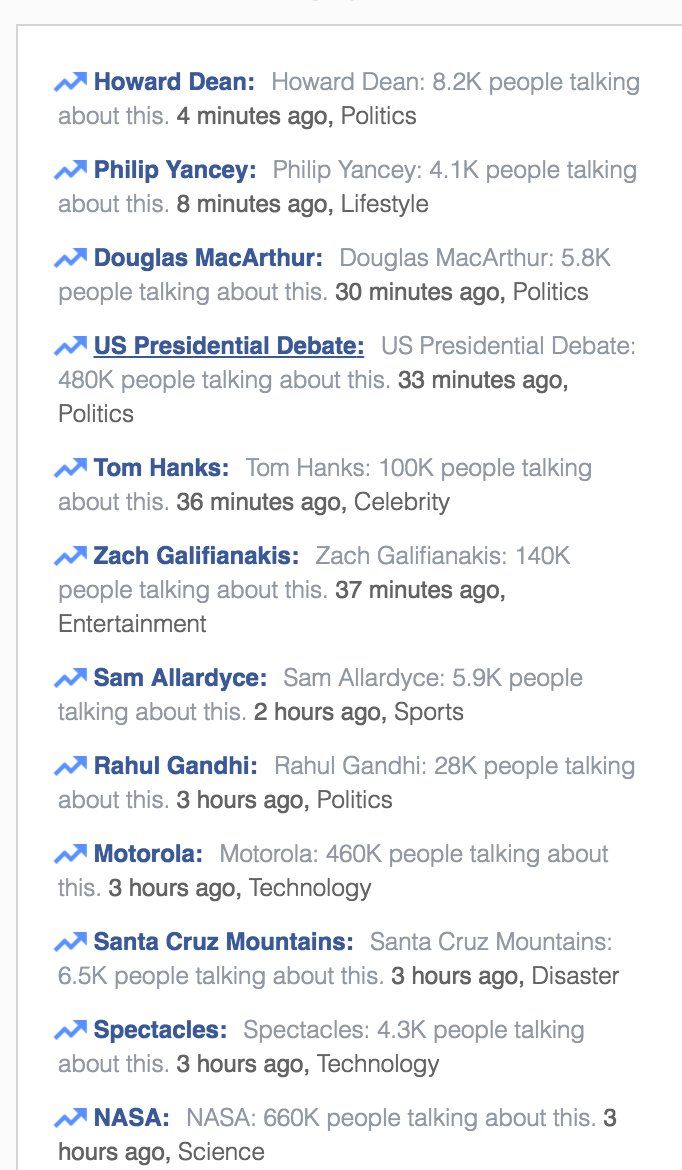 Howard Dean: Howard Dean: 8.2K people talking
about this. 4 minutes ago, Politics
Philip Yancey: Philip Yancey: 4.1K people talking
about this. 8 minutes ago, Lifestyle
Douglas MacArthur: Douglas MacArthur: 5.8K
people talking about this. 30 minutes ago, Politics
US Presidential Debate: US Presidential Debate:
480K people talking about this. 33 minutes ago,
Politics
Tom Hanks: Tom Hanks: 100K people talking
about this. 36 minutes ago, Celebrity
Zach Galifianakis: Zach Galifianakis: 140K
people talking about this. 37 minutes ago,
Entertainment
Sam Allardyce: Sam Allardyce: 5.9K people
talking about this. 2 hours ago, Sports
Rahul Gandhi: Rahul Gandhi: 28K people talking
about this. 3 hours ago, Politics
Motorola: Motorola: 460K people talking about
this. 3 hours ago, Technology
Santa Cruz Mountains: Santa Cruz Mountains:
6.5K people talking about this. 3 hours ago, Disaster
Spectacles: Spectacles: 4.3K people talking
about this. 3 hours ago, Technology
NASA: NASA: 660K people talking about this. 3
hours ago, Science